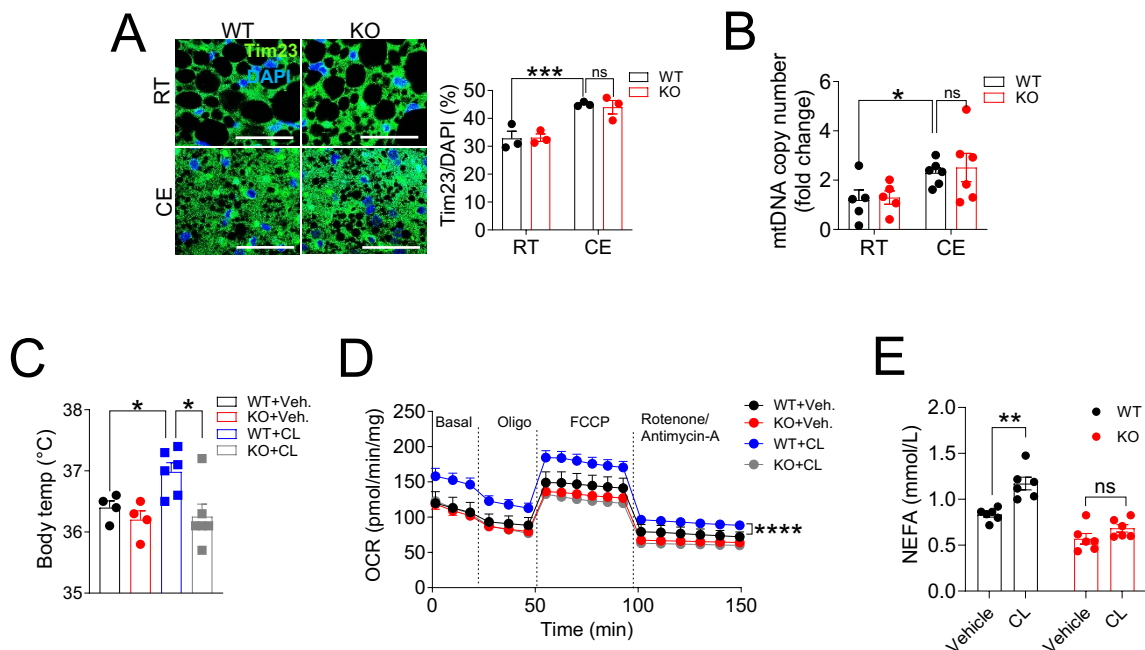 A
WT
KO
Tim23
DAPI
RT
CE
Tim23/DAPI (%)
50
40
30
20
10
0
***
ns
WT
KO
RT
CE
B
mtDNA copy number
(fold change)
6
4
2
0
*
ns
WT
KO
RT
CE
C
Body temp (°C)
38
37
36
35
*
*
WT+Veh.
KO+Veh.
WT+CL
KO+CL
D
OCR (pmol/min/mg)
250
200
150
100
50
0
Basal
Oligo
FCCP
Rotenone/
Antimycin-A
WT+Veh.
KO+Veh.
WT+CL
KO+CL
****
0
50
100
150
Time (min)
E
NEFA (mmol/L)
2.0
1.5
1.0
0.5
0.0
**
ns
WT
KO
Vehicle
CL
Vehicle
CL